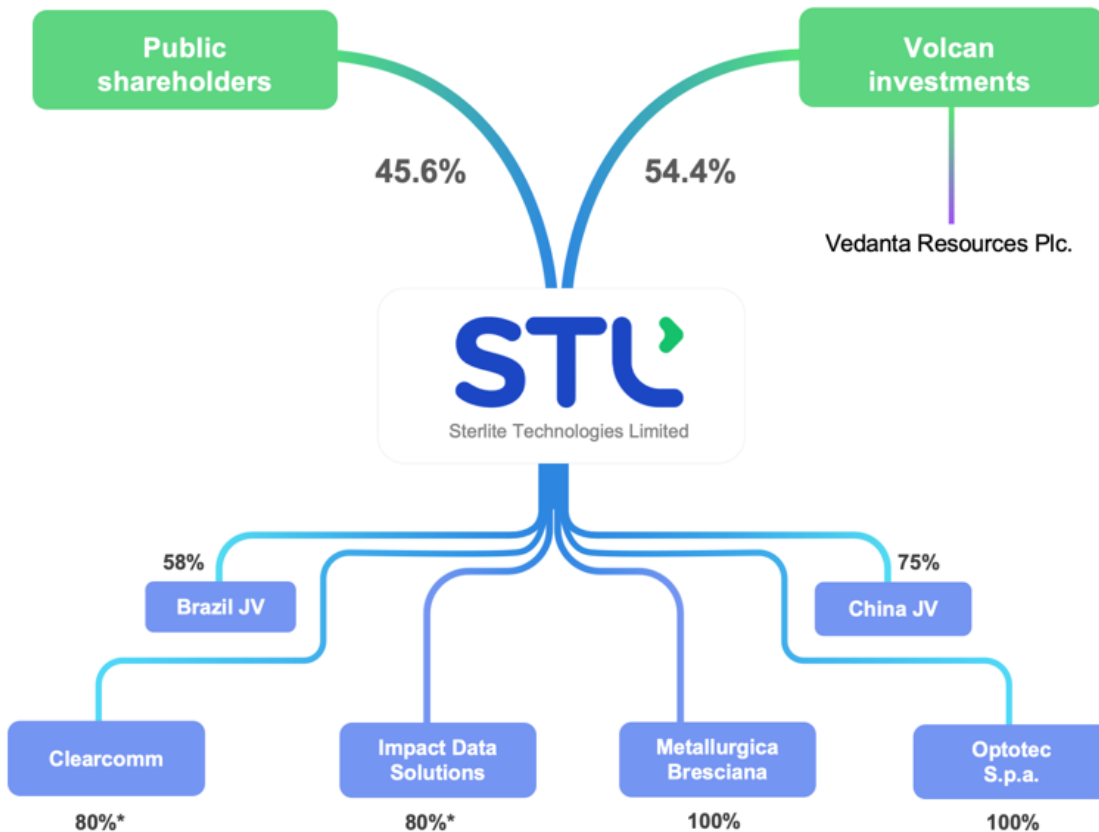 Public
shareholders
Volcan
investments
45.6%
54.4%
Vedanta Resources Plc.
STL
Sterlite Technologies Limited
58%
75%
Brazil JV
China JV
Clearcomm
Impact Data
Solutions
Metallurgica
Bresciana
Optotec
S.p.a.
80%*
80%*
100%
100%